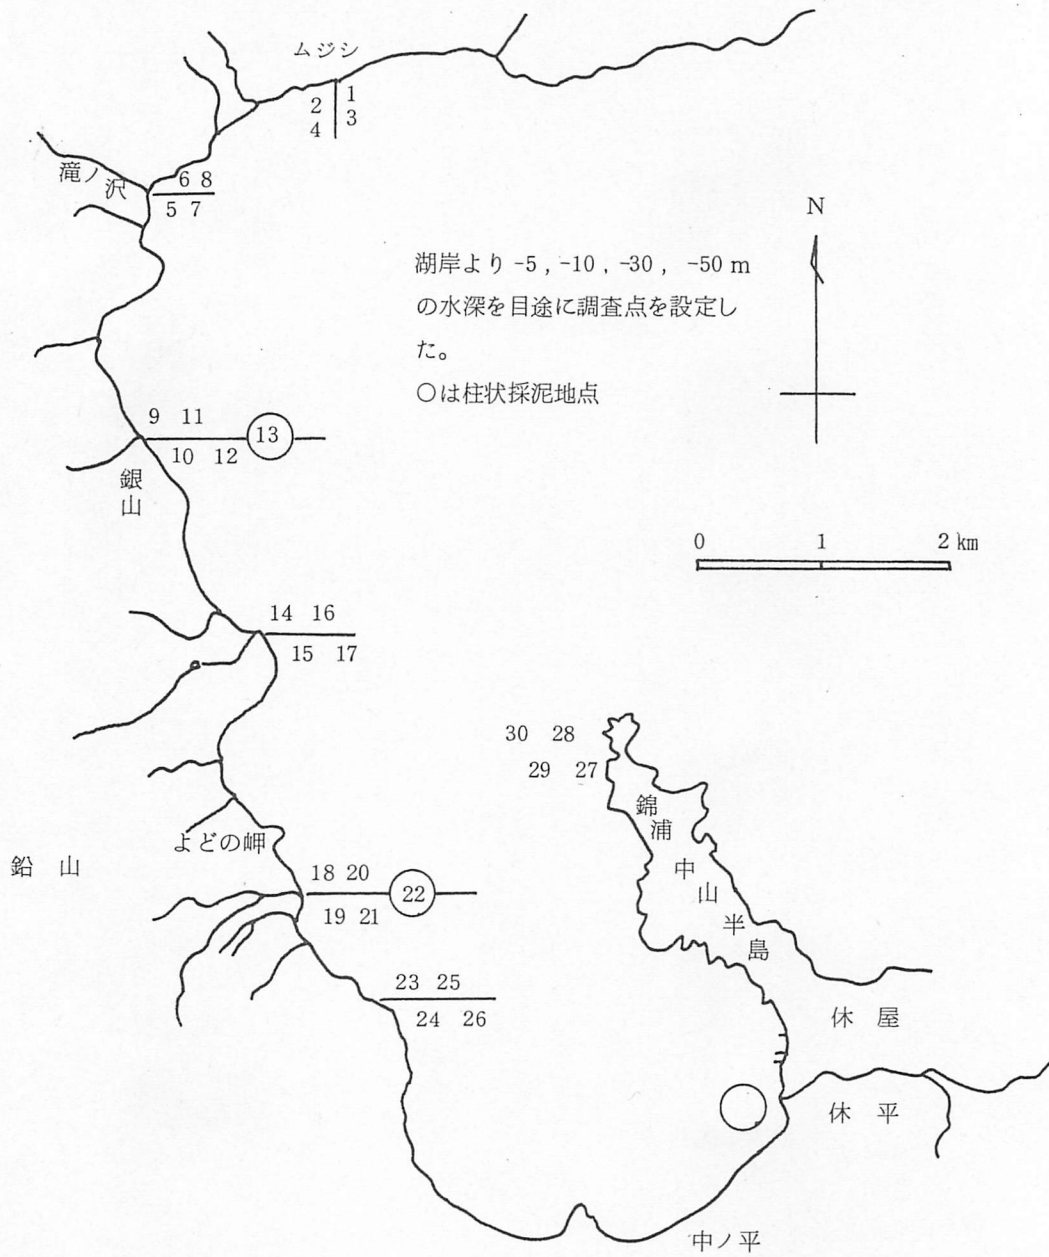 ムジシ
1
2
3
4
滝ノ沢
6 8
5 7
N
湖岸より -5 , -10 , -30 , -50 m
の水深を目途に調査点を設定し
た。
○は柱状採泥地点
9 11
13
10 12
銀山
0 1 2 km
14 16
15 17
30 28
29 27
錦浦
よどの岬
中山半島
鉛 山
18 20
22
19 21
23 25
24 26
休 屋
休 平
中ノ平